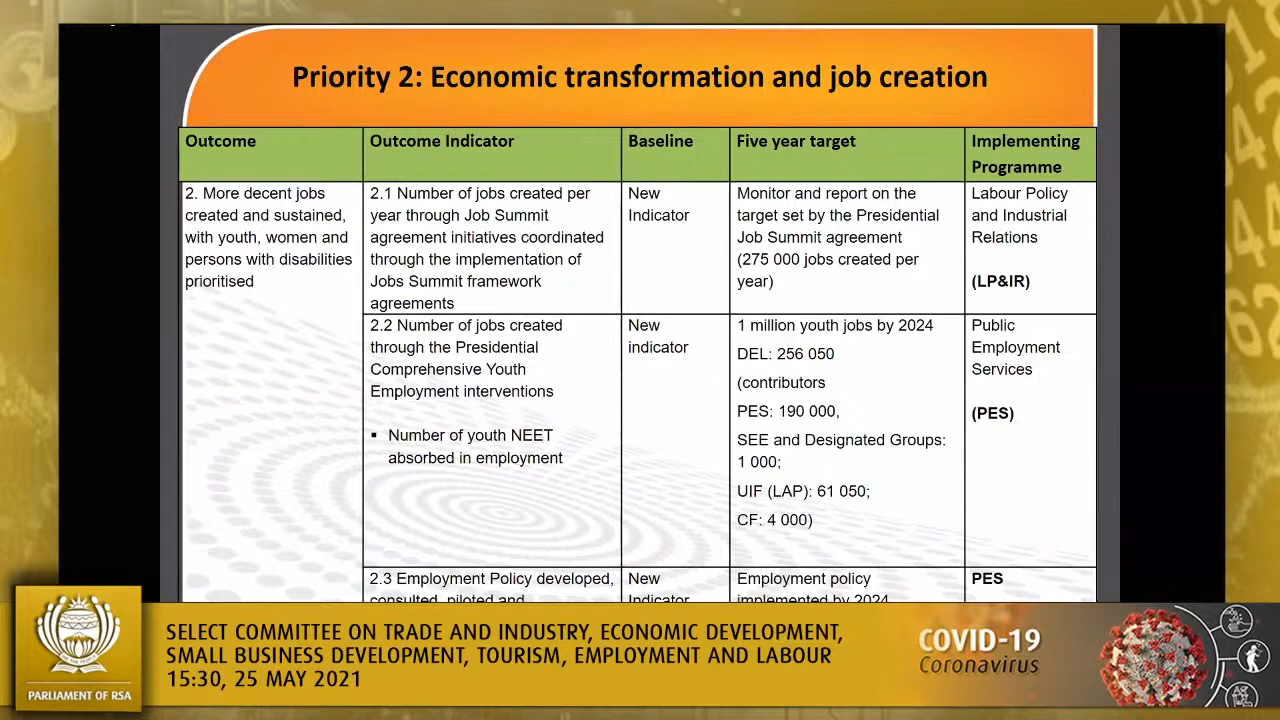 Priority 2: Economic transformation and job creation
Outcome
Outcome Indicator
Baseline
Five year target
Implementing
Programme
2. More decent jobs
created and sustained,
with youth, women and
persons with disabilities
prioritised
2.1 Number of jobs created per
year through Job Summit
agreement initiatives coordinated
through the implementation of
Jobs Summit framework
agreements
New
Indicator
Monitor and report on the
target set by the Presidential
Job Summit agreement
(275 000 jobs created per
year)
Labour Policy
and Industrial
Relations
(LP&IR)
2.2 Number of jobs created
through the Presidential
Comprehensive Youth
Employment interventions
▪ Number of youth NEET
absorbed in employment
New
indicator
1 million youth jobs by 2024
DEL: 256 050
(contributors
PES: 190 000,
SEE and Designated Groups:
1 000;
UIF (LAP): 61 050;
CF: 4 000)
Public
Employment
Services
(PES)
2.3 Employment Policy developed,
consulted, piloted and
New
Indicator
Employment policy
implemented by 2024
PES
PARLIAMENT OF RSA
SELECT COMMITTEE ON TRADE AND INDUSTRY, ECONOMIC DEVELOPMENT,
SMALL BUSINESS DEVELOPMENT, TOURISM, EMPLOYMENT AND LABOUR
15:30, 25 MAY 2021
COVID-19
Coronavirus